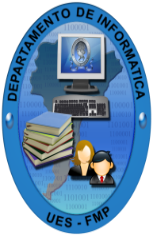 DEPARTAMENTO DE INFORMATICA
UES - FMP